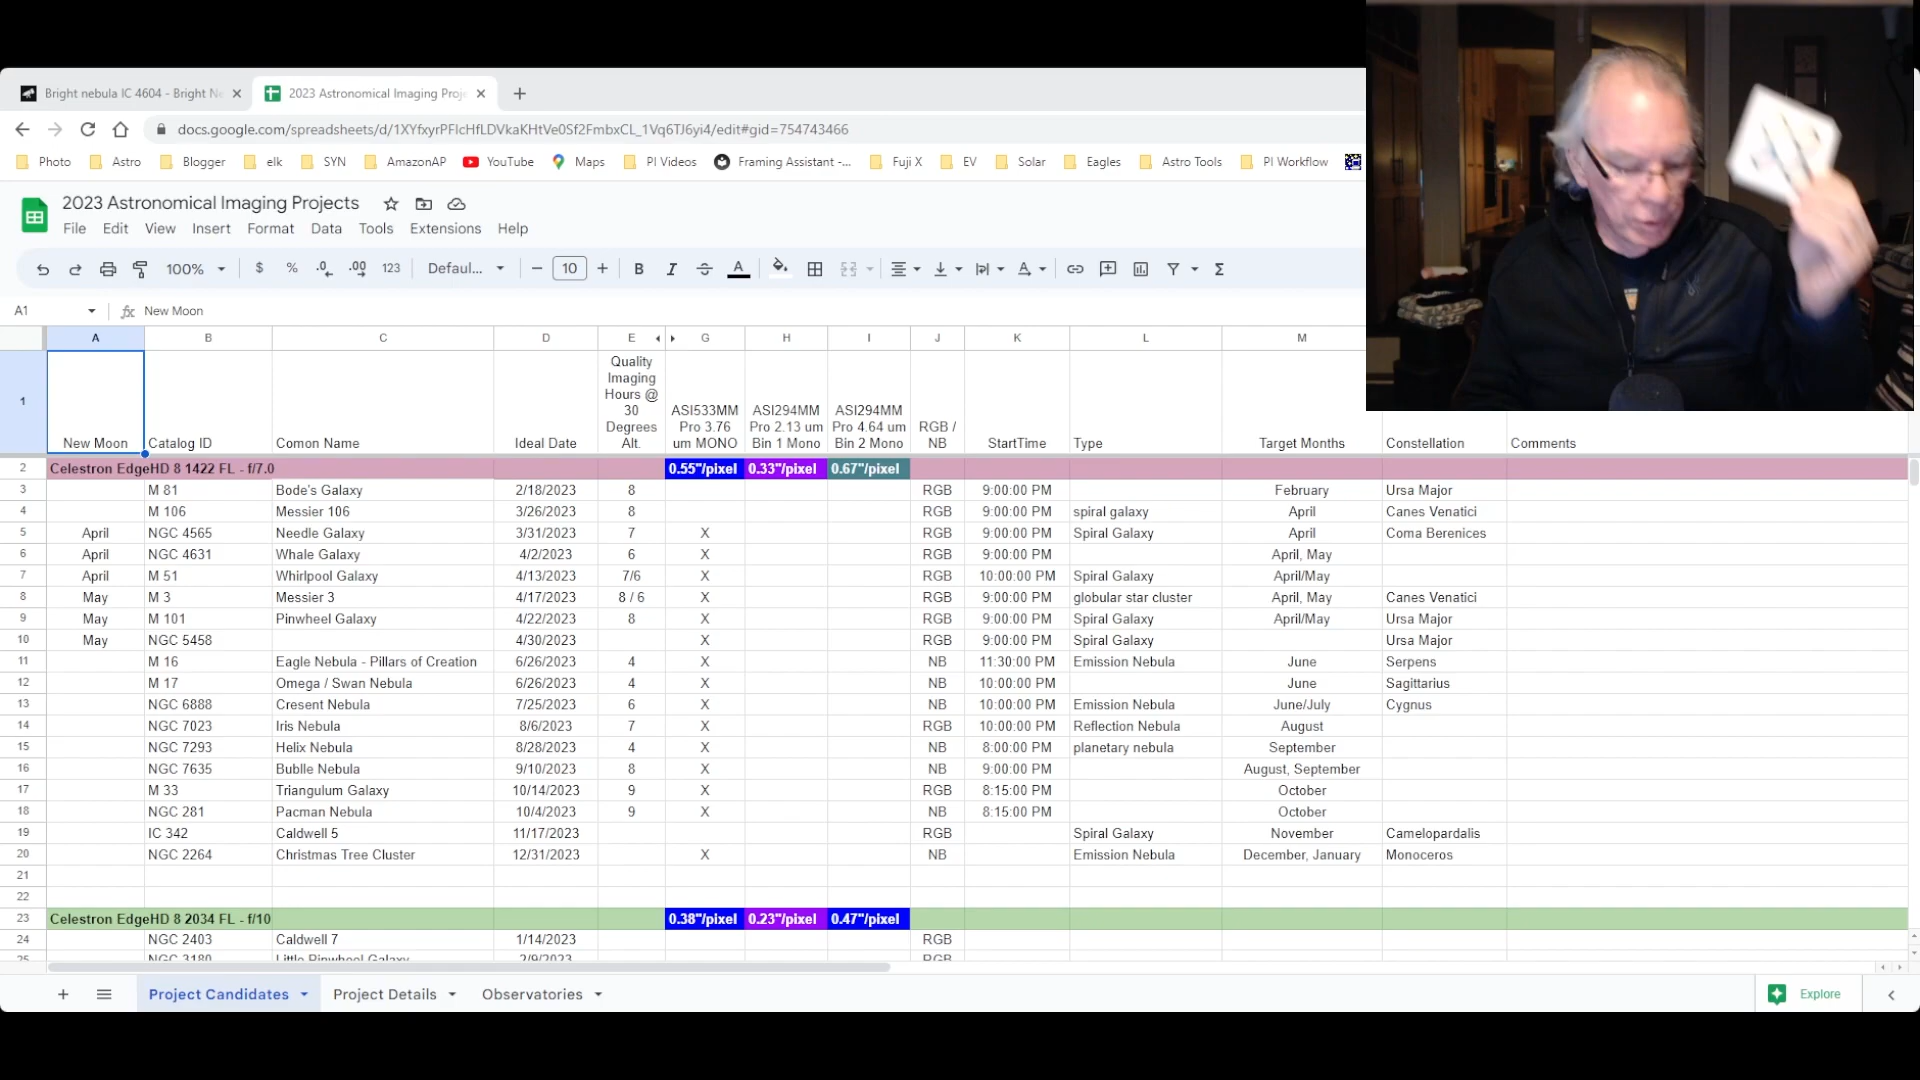 Bright nebula IC 4604 - Bright Ne
2023 Astronomical Imaging Proje
docs.google.com/spreadsheets/d/1XYfxyrPFIcHfLDVkaKHtVe0Sf2FmbxCL_1Vq6TJ6yi4/edit#gid=754743466
Photo Astro Blogger elk SYN AmazonAP YouTube Maps PI Videos Framing Assistant -... Fuji X EV Solar Eagles Astro Tools PI Workflow
2023 Astronomical Imaging Projects
File Edit View Insert Format Data Tools Extensions Help
100% $ % .0 .00 123 Defaul... 10 B I A
A1 fx New Moon
A B C D E G H I J K L M
1 New Moon Catalog ID Comon Name Ideal Date Quality Imaging Hours @ 30 Degrees Alt. ASI533MM Pro 3.76 um MONO ASI294MM Pro 2.13 um Bin 1 Mono ASI294MM Pro 4.64 um Bin 2 Mono RGB / NB StartTime Type Target Months Constellation Comments
2 Celestron EdgeHD 8 1422 FL - f/7.0 0.55"/pixel 0.33"/pixel 0.67"/pixel
3 M 81 Bode's Galaxy 2/18/2023 8 RGB 9:00:00 PM February Ursa Major
4 M 106 Messier 106 3/26/2023 8 RGB 9:00:00 PM spiral galaxy April Canes Venatici
5 April NGC 4565 Needle Galaxy 3/31/2023 7 X RGB 9:00:00 PM Spiral Galaxy April Coma Berenices
6 April NGC 4631 Whale Galaxy 4/2/2023 6 X RGB 9:00:00 PM April, May
7 April M 51 Whirlpool Galaxy 4/13/2023 7/6 X RGB 10:00:00 PM Spiral Galaxy April/May
8 May M 3 Messier 3 4/17/2023 8 / 6 X RGB 9:00:00 PM globular star cluster April, May Canes Venatici
9 May M 101 Pinwheel Galaxy 4/22/2023 8 X RGB 9:00:00 PM Spiral Galaxy April/May Ursa Major
10 May NGC 5458 4/30/2023 X RGB 9:00:00 PM Spiral Galaxy Ursa Major
11 M 16 Eagle Nebula - Pillars of Creation 6/26/2023 4 X NB 11:30:00 PM Emission Nebula June Serpens
12 M 17 Omega / Swan Nebula 6/26/2023 4 X NB 10:00:00 PM June Sagittarius
13 NGC 6888 Cresent Nebula 7/25/2023 6 X NB 10:00:00 PM Emission Nebula June/July Cygnus
14 NGC 7023 Iris Nebula 8/6/2023 7 X RGB 10:00:00 PM Reflection Nebula August
15 NGC 7293 Helix Nebula 8/28/2023 4 X NB 8:00:00 PM planetary nebula September
16 NGC 7635 Bublle Nebula 9/10/2023 8 X NB 9:00:00 PM August, September
17 M 33 Triangulum Galaxy 10/14/2023 9 X RGB 8:15:00 PM October
18 NGC 281 Pacman Nebula 10/4/2023 9 X NB 8:15:00 PM October
19 IC 342 Caldwell 5 11/17/2023 RGB Spiral Galaxy November Camelopardalis
20 NGC 2264 Christmas Tree Cluster 12/31/2023 X NB Emission Nebula December, January Monoceros
21
22
23 Celestron EdgeHD 8 2034 FL - f/10 0.38"/pixel 0.23"/pixel 0.47"/pixel
24 NGC 2403 Caldwell 7 1/14/2023 RGB
25 NGC 3180 Little Pinwheel Galaxy 2/9/2023 RGB
Project Candidates Project Details Observatories Explore